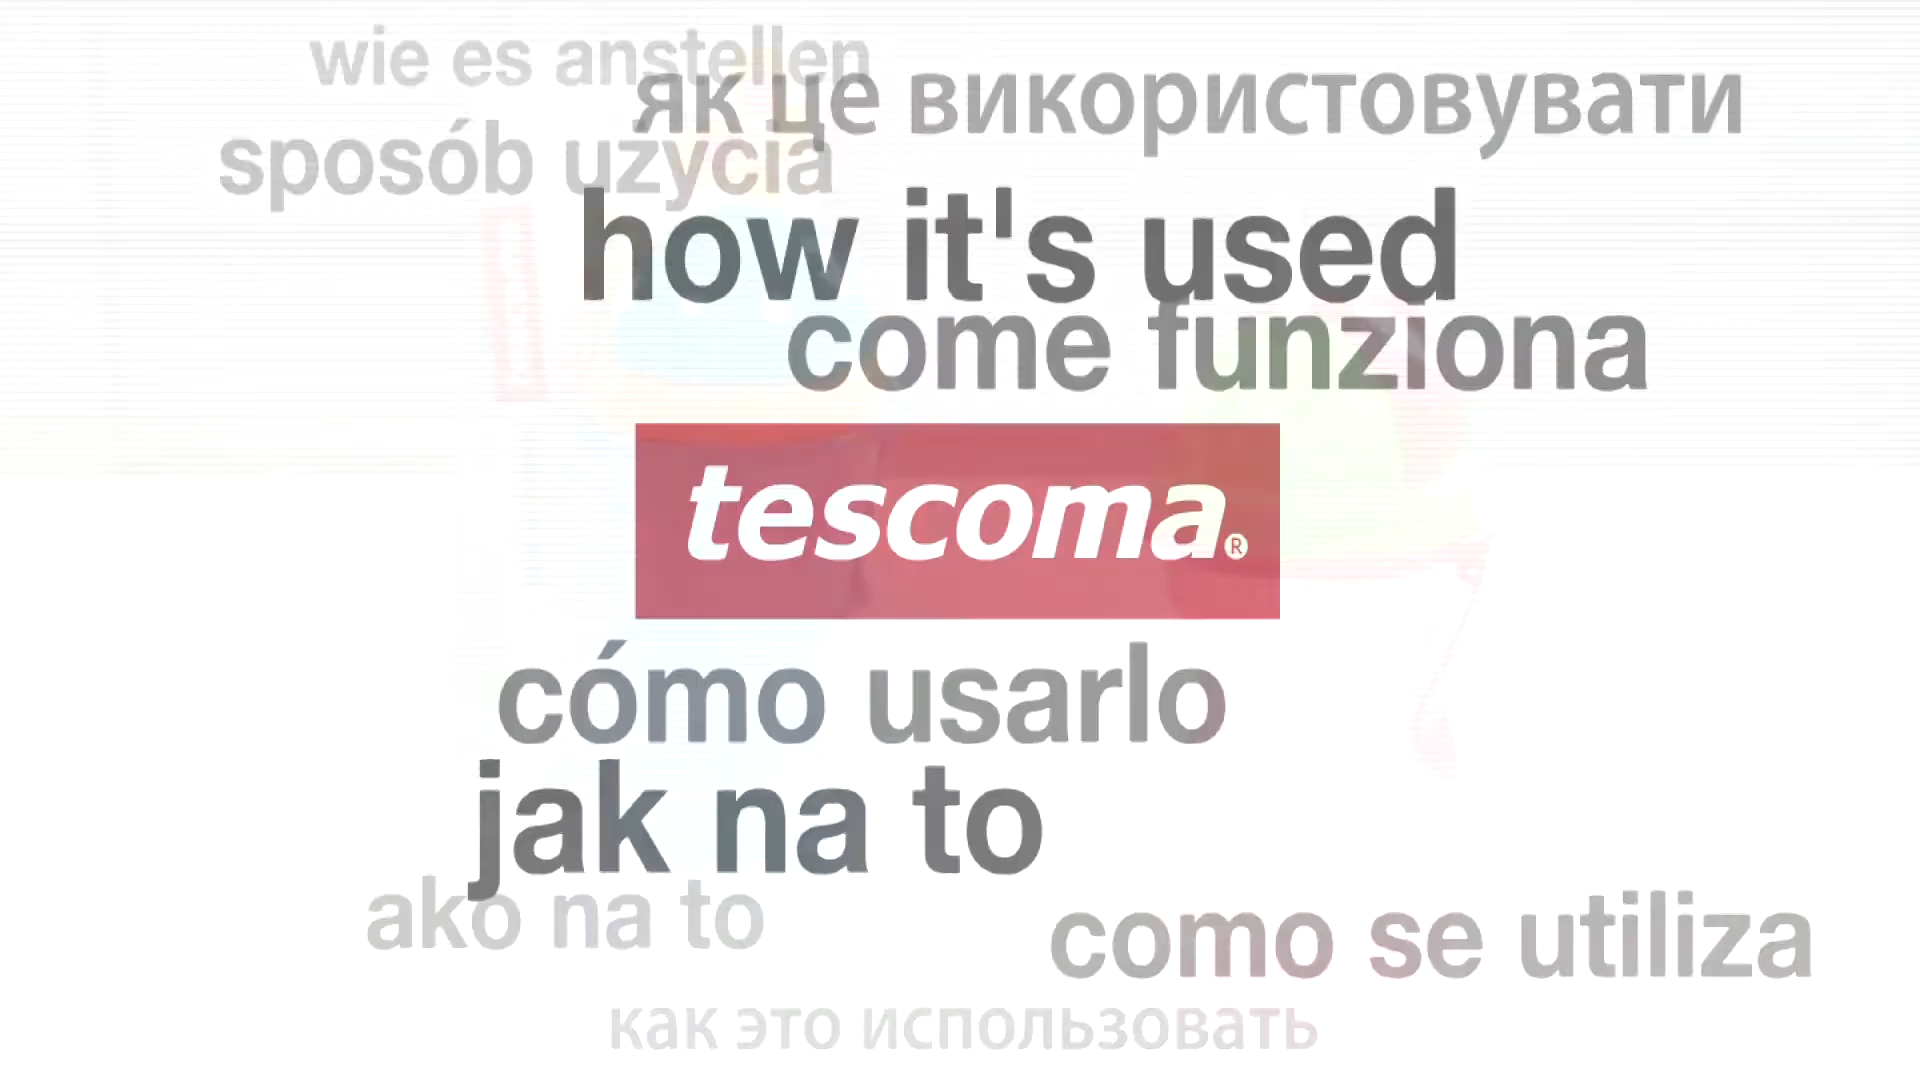 wie es anstellen
як це використовувати
sposób użycia
how it's used
come funziona
tescoma®
cómo usarlo
jak na to
ako na to
como se utiliza
как это использовать